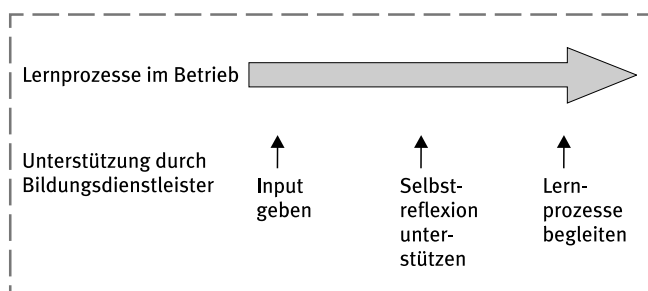 Lernprozesse im Betrieb
Unterstützung durch
Bildungsdienstleister
Input
geben
Selbst-
reflexion
unter-
stützen
Lern-
prozesse
begleiten